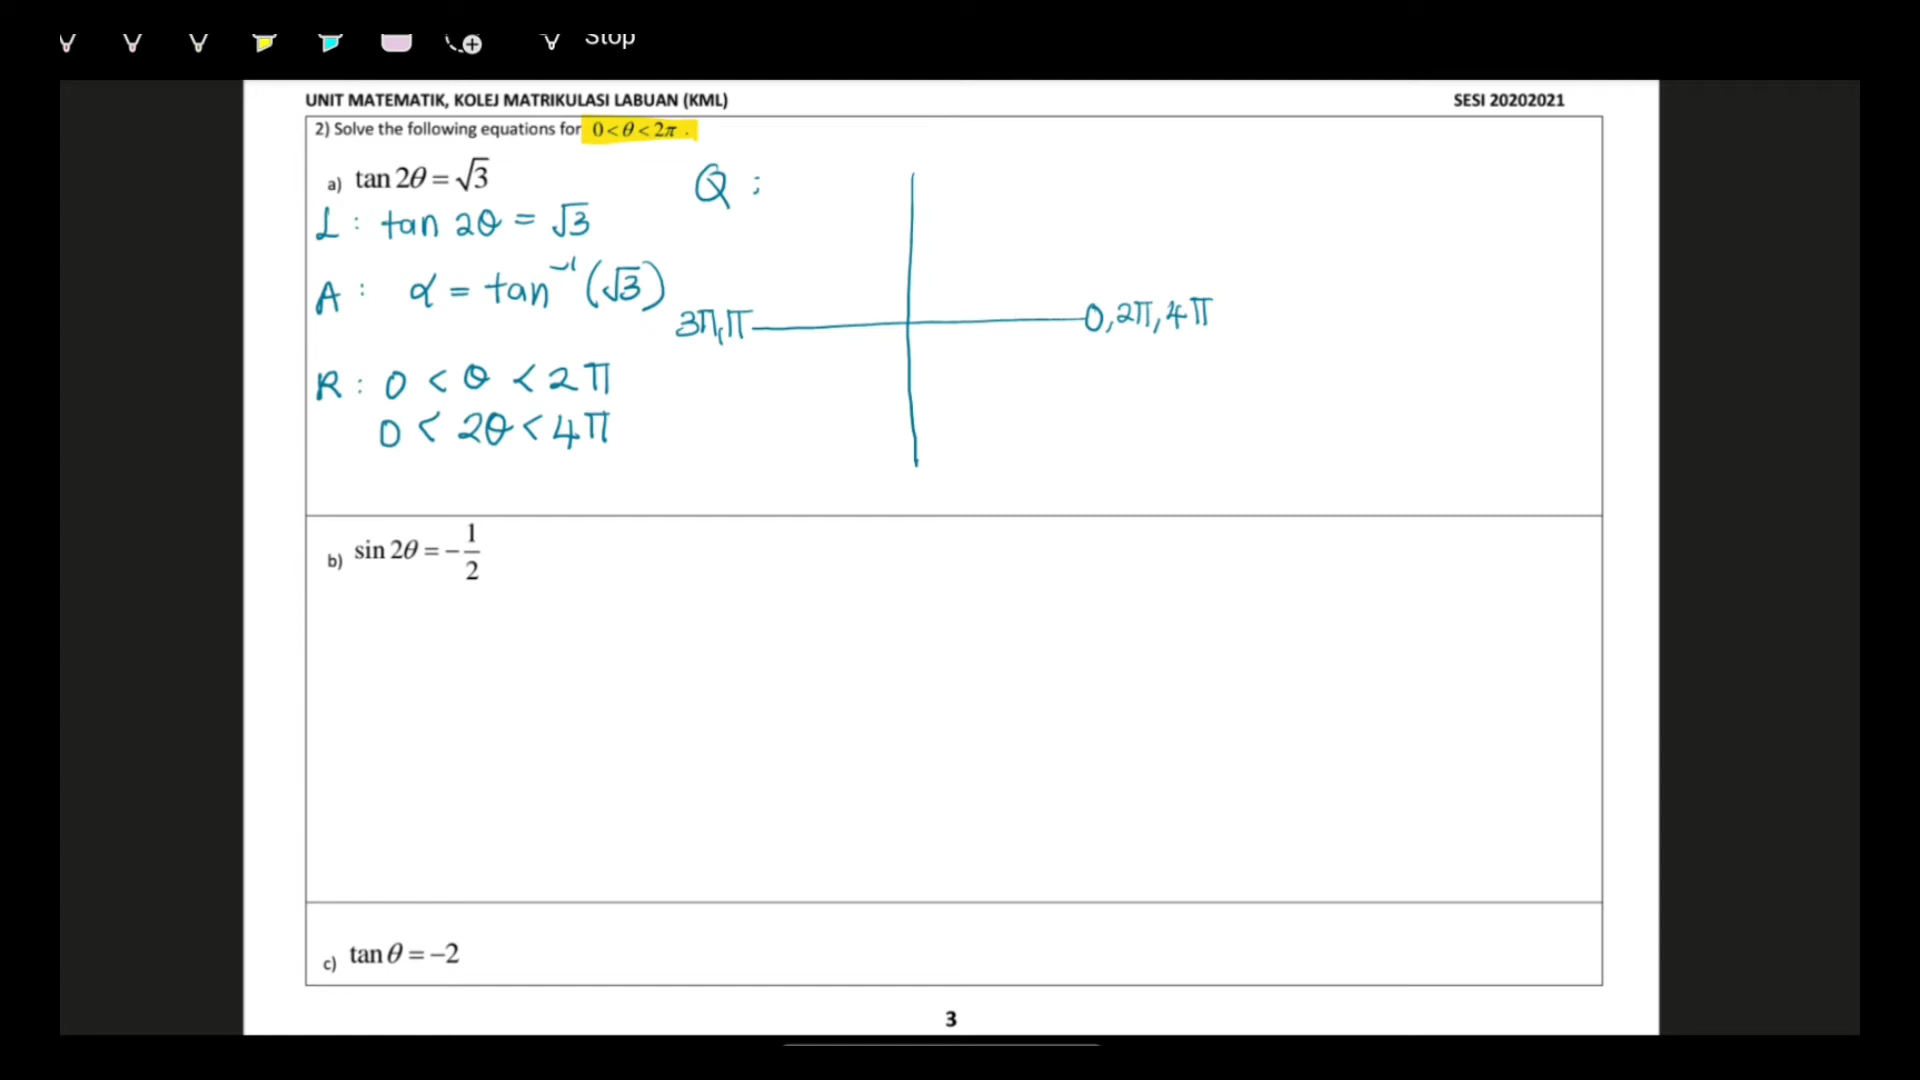 Stop
UNIT MATEMATIK, KOLEJ MATRIKULASI LABUAN (KML) SESI 20202021
2) Solve the following equations for 0 < θ < 2π .
a) tan 2θ = √3
L : tan 2θ = √3
A : α = tan⁻¹ (√3)
R : 0 < θ < 2π
0 < 2θ < 4π
Q :
3π, π
0, 2π, 4π
b) sin 2θ = −1/2
c) tan θ = −2
3